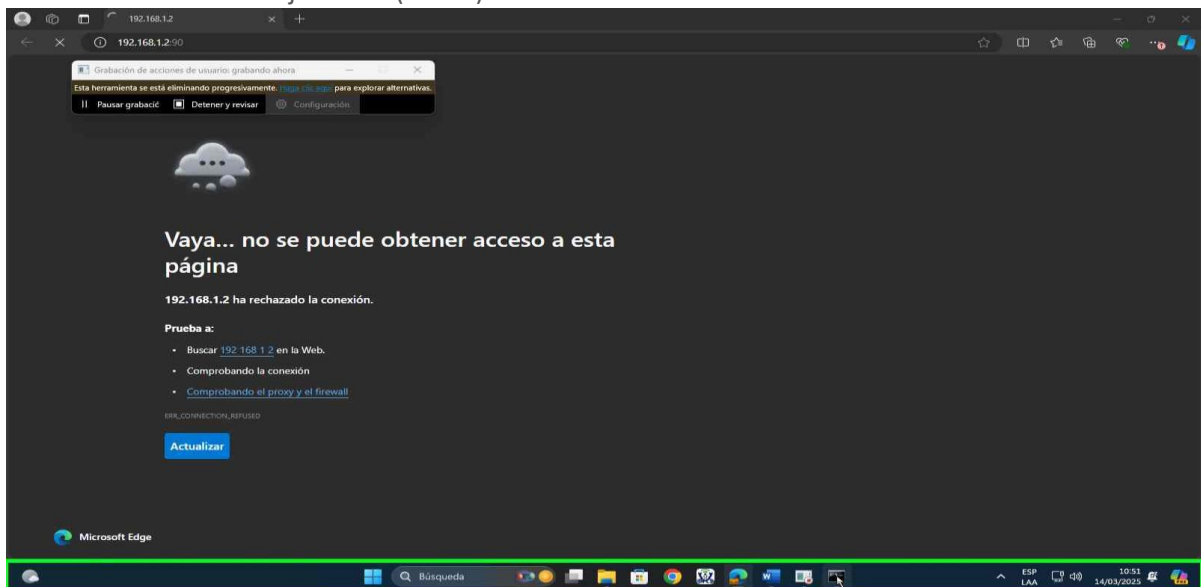 192.168.1.2
192.168.1.2:90
Grabación de acciones de usuario: grabando ahora
Esta herramienta se está eliminando progresivamente. Haga clic aquí para explorar alternativas.
Pausar grabació Detener y revisar Configuración
Vaya... no se puede obtener acceso a esta
página
192.168.1.2 ha rechazado la conexión.
Prueba a:
• Buscar 192 168 1 2 en la Web.
• Comprobando la conexión
• Comprobando el proxy y el firewall
ERR_CONNECTION_REFUSED
Actualizar
Microsoft Edge
Búsqueda
ESP
LAA
10:51
14/03/2025